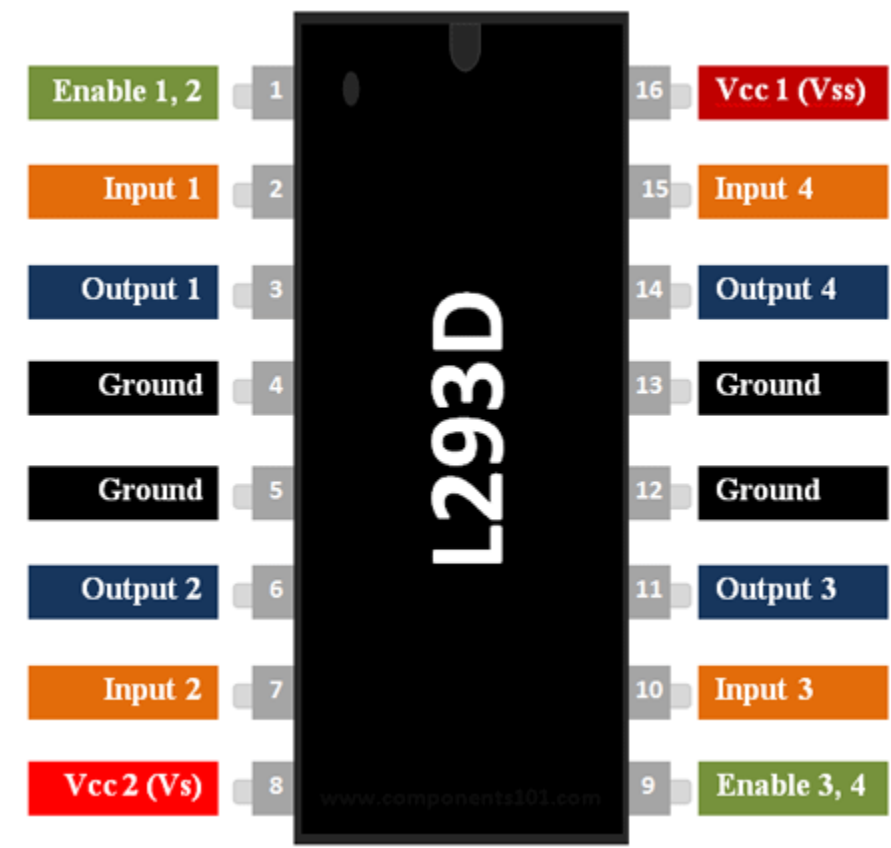 Enable 1, 2 1 16 Vcc 1 (Vss)
Input 1 2 15 Input 4
Output 1 3 14 Output 4
Ground 4 13 Ground
L293D
Ground 5 12 Ground
Output 2 6 11 Output 3
Input 2 7 10 Input 3
Vcc 2 (Vs) 8 9 Enable 3, 4
www.components101.com